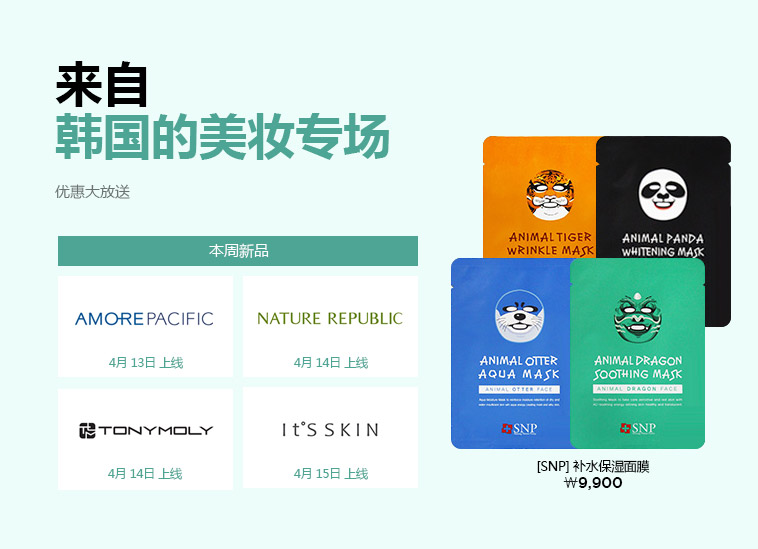 来自
韩国的美妆专场
优惠大放送
本周新品
AMOREPACIFIC
4月 13日 上线
NATURE REPUBLIC
4月 14日 上线
TONYMOLY
4月 14日 上线
It'S SKIN
4月 15日 上线
ANIMAL TIGER
WRINKLE MASK
ANIMAL PANDA
WHITENING MASK
ANIMAL OTTER
AQUA MASK
ANIMAL OTTER FACE
SNP
ANIMAL DRAGON
SOOTHING MASK
ANIMAL DRAGON FACE
SNP
[SNP] 补水保湿面膜
₩9,900